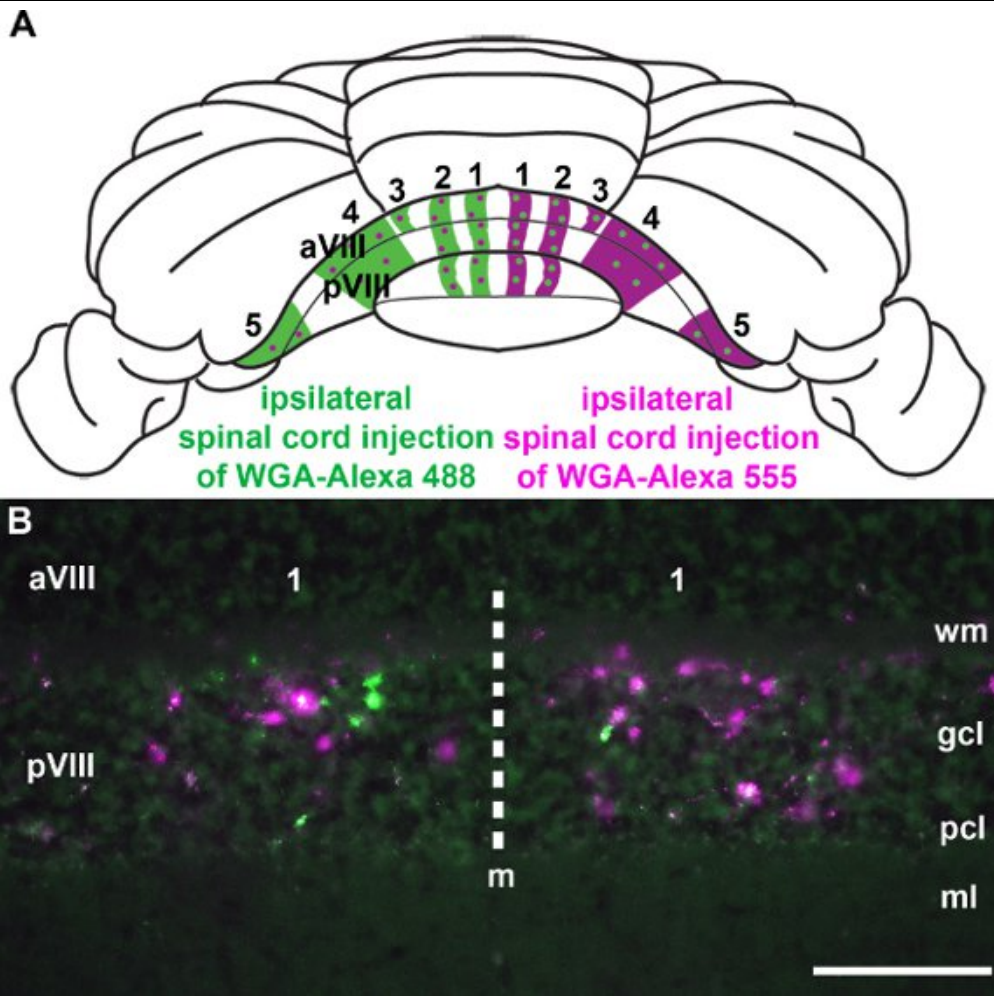 A
3 2 1 1 2 3
4 4
aVIII
pVIII
5 5
ipsilateral
spinal cord injection
of WGA-Alexa 488
ipsilateral
spinal cord injection
of WGA-Alexa 555
B
aVIII 1 1
wm
gcl
pVIII
pcl
m
ml